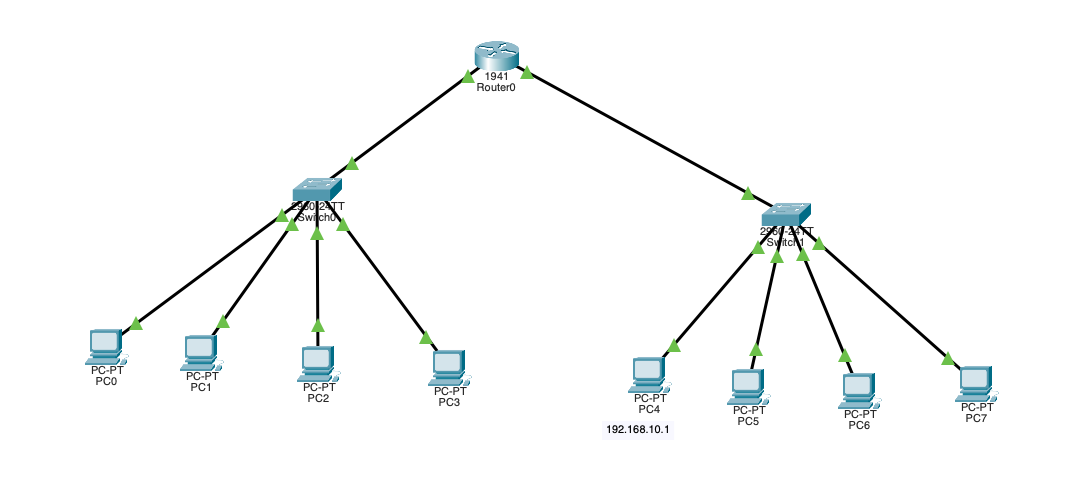 1941
Router0
2960-24TT
Switch0
2960-24TT
Switch1
PC-PT
PC0
PC-PT
PC1
PC-PT
PC2
PC-PT
PC3
PC-PT
PC4
192.168.10.1
PC-PT
PC5
PC-PT
PC6
PC-PT
PC7